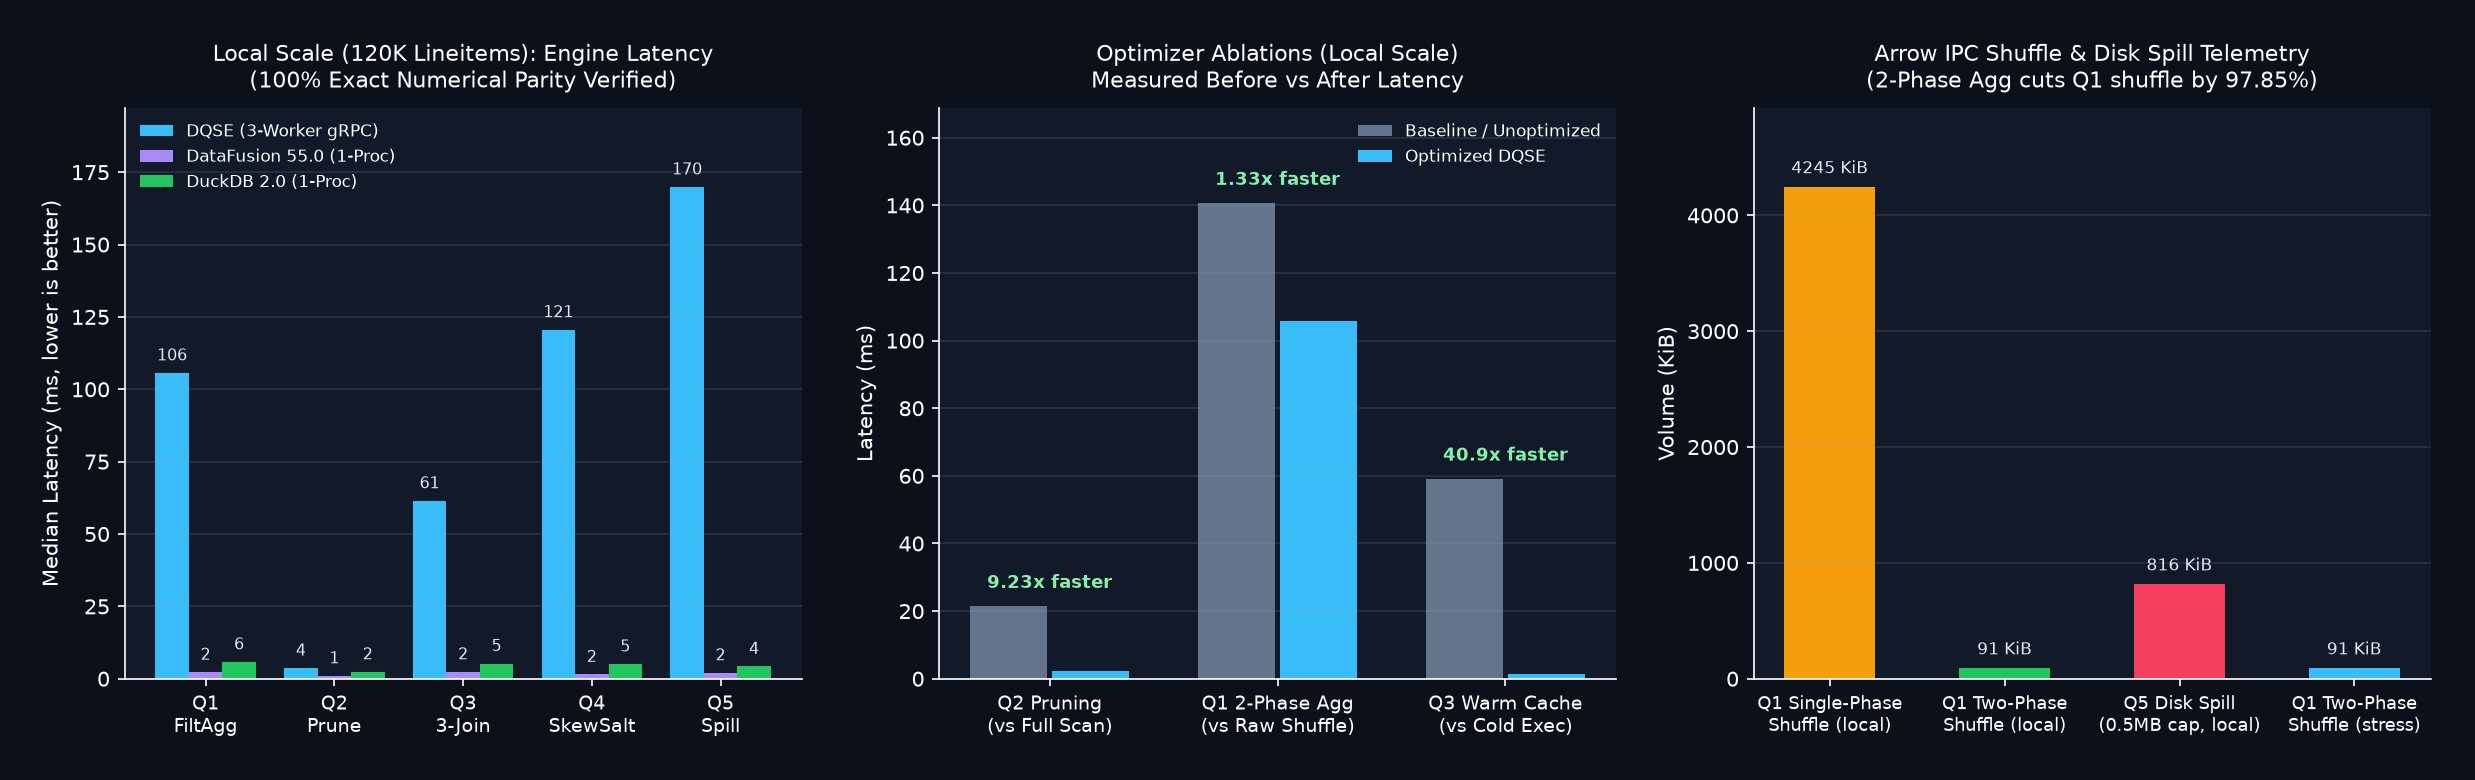 Local Scale (120K Lineitems): Engine Latency
(100% Exact Numerical Parity Verified)
DQSE (3-Worker gRPC)
DataFusion 55.0 (1-Proc)
DuckDB 2.0 (1-Proc)
Median Latency (ms, lower is better)
175
150
125
100
75
50
25
0
106
2
6
4
1
2
61
2
5
121
2
5
170
2
4
Q1
FiltAgg
Q2
Prune
Q3
3-Join
Q4
SkewSalt
Q5
Spill
Optimizer Ablations (Local Scale)
Measured Before vs After Latency
Baseline / Unoptimized
Optimized DQSE
Latency (ms)
160
140
120
100
80
60
40
20
0
9.23x faster
1.33x faster
40.9x faster
Q2 Pruning
(vs Full Scan)
Q1 2-Phase Agg
(vs Raw Shuffle)
Q3 Warm Cache
(vs Cold Exec)
Arrow IPC Shuffle & Disk Spill Telemetry
(2-Phase Agg cuts Q1 shuffle by 97.85%)
Volume (KiB)
4000
3000
2000
1000
0
4245 KiB
91 KiB
816 KiB
91 KiB
Q1 Single-Phase
Shuffle (local)
Q1 Two-Phase
Shuffle (local)
Q5 Disk Spill
(0.5MB cap, local)
Q1 Two-Phase
Shuffle (stress)